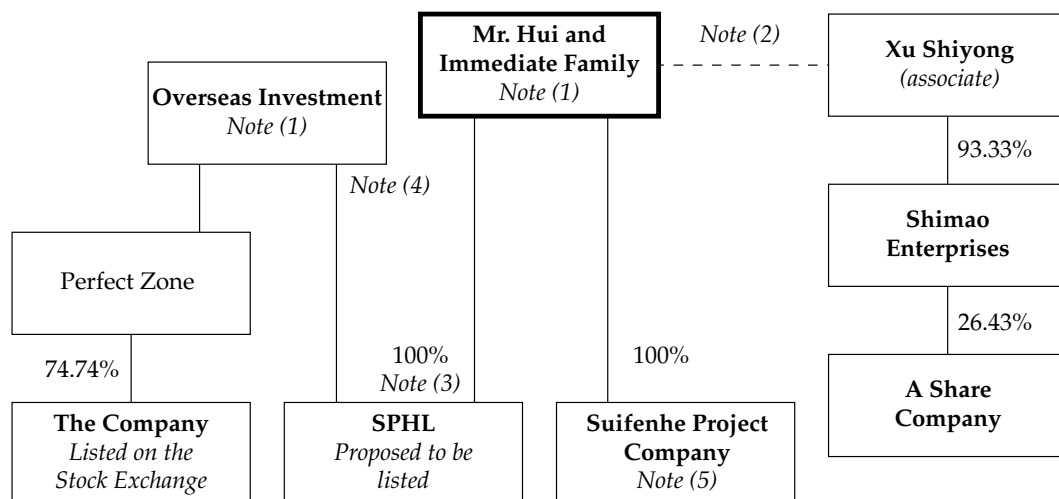 Mr. Hui and
Immediate Family
Note (1)
Note (2)
Xu Shiyong
(associate)
Overseas Investment
Note (1)
93.33%
Note (4)
Shimao
Enterprises
Perfect Zone
26.43%
74.74%
100%
Note (3)
100%
A Share
Company
The Company
Listed on the
Stock Exchange
SPHL
Proposed to be
listed
Suifenhe Project
Company
Note (5)